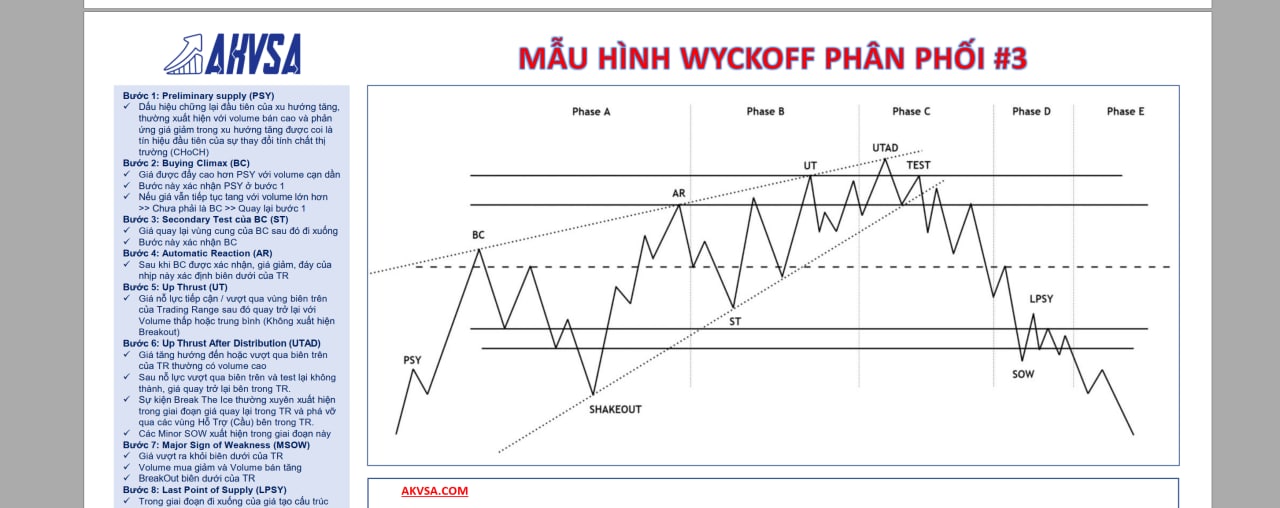 AKVSA
MẪU HÌNH WYCKOFF PHÂN PHỐI #3
Bước 1: Preliminary supply (PSY)
✓ Dấu hiệu chững lại đầu tiên của xu hướng tăng,
thường xuất hiện với volume bán cao và phản
ứng giá giảm trong xu hướng tăng được coi là
tín hiệu đầu tiên của sự thay đổi tính chất thị
trường (CHoCH)
Bước 2: Buying Climax (BC)
✓ Giá được đẩy cao hơn PSY với volume cạn dần
✓ Bước này xác nhận PSY ở bước 1
✓ Nếu giá vẫn tiếp tục tang với volume lớn hơn
>> Chưa phải là BC >> Quay lại bước 1
Bước 3: Secondary Test của BC (ST)
✓ Giá quay lại vùng cung của BC sau đó đi xuống
✓ Bước này xác nhận BC
Bước 4: Automatic Reaction (AR)
✓ Sau khi BC được xác nhận, giá giảm, đáy của
nhịp này xác định biên dưới của TR
Bước 5: Up Thrust (UT)
✓ Giá nỗ lực tiếp cận / vượt qua vùng biên trên
của Trading Range sau đó quay trở lại với
Volume thấp hoặc trung bình (Không xuất hiện
Breakout)
Bước 6: Up Thrust After Distribution (UTAD)
✓ Giá tăng hướng đến hoặc vượt qua biên trên
của TR thường có volume cao
✓ Sau nỗ lực vượt qua biên trên và test lại không
thành, giá quay trở lại bên trong TR.
✓ Sự kiện Break The Ice thường xuyên xuất hiện
trong giai đoạn giá quay lại trong TR và phá vỡ
qua các vùng Hỗ Trợ (Cầu) bên trong TR.
✓ Các Minor SOW xuất hiện trong giai đoạn này
Bước 7: Major Sign of Weakness (MSOW)
✓ Giá vượt ra khỏi biên dưới của TR
✓ Volume mua giảm và Volume bán tăng
✓ BreakOut biên dưới của TR
Bước 8: Last Point of Supply (LPSY)
✓ Trong giai đoạn đi xuống của giá tạo cấu trúc
Phase A Phase B Phase C Phase D Phase E
UTAD
UT TEST
AR
BC
LPSY
ST
PSY
SOW
SHAKEOUT
AKVSA.COM